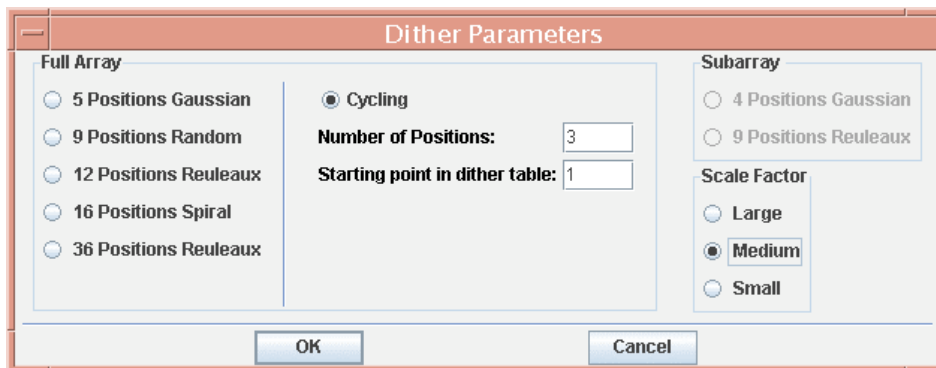 Dither Parameters
Full Array
5 Positions Gaussian
9 Positions Random
12 Positions Reuleaux
16 Positions Spiral
36 Positions Reuleaux
Cycling
Number of Positions: 3
Starting point in dither table: 1
Subarray
4 Positions Gaussian
9 Positions Reuleaux
Scale Factor
Large
Medium
Small
OK
Cancel